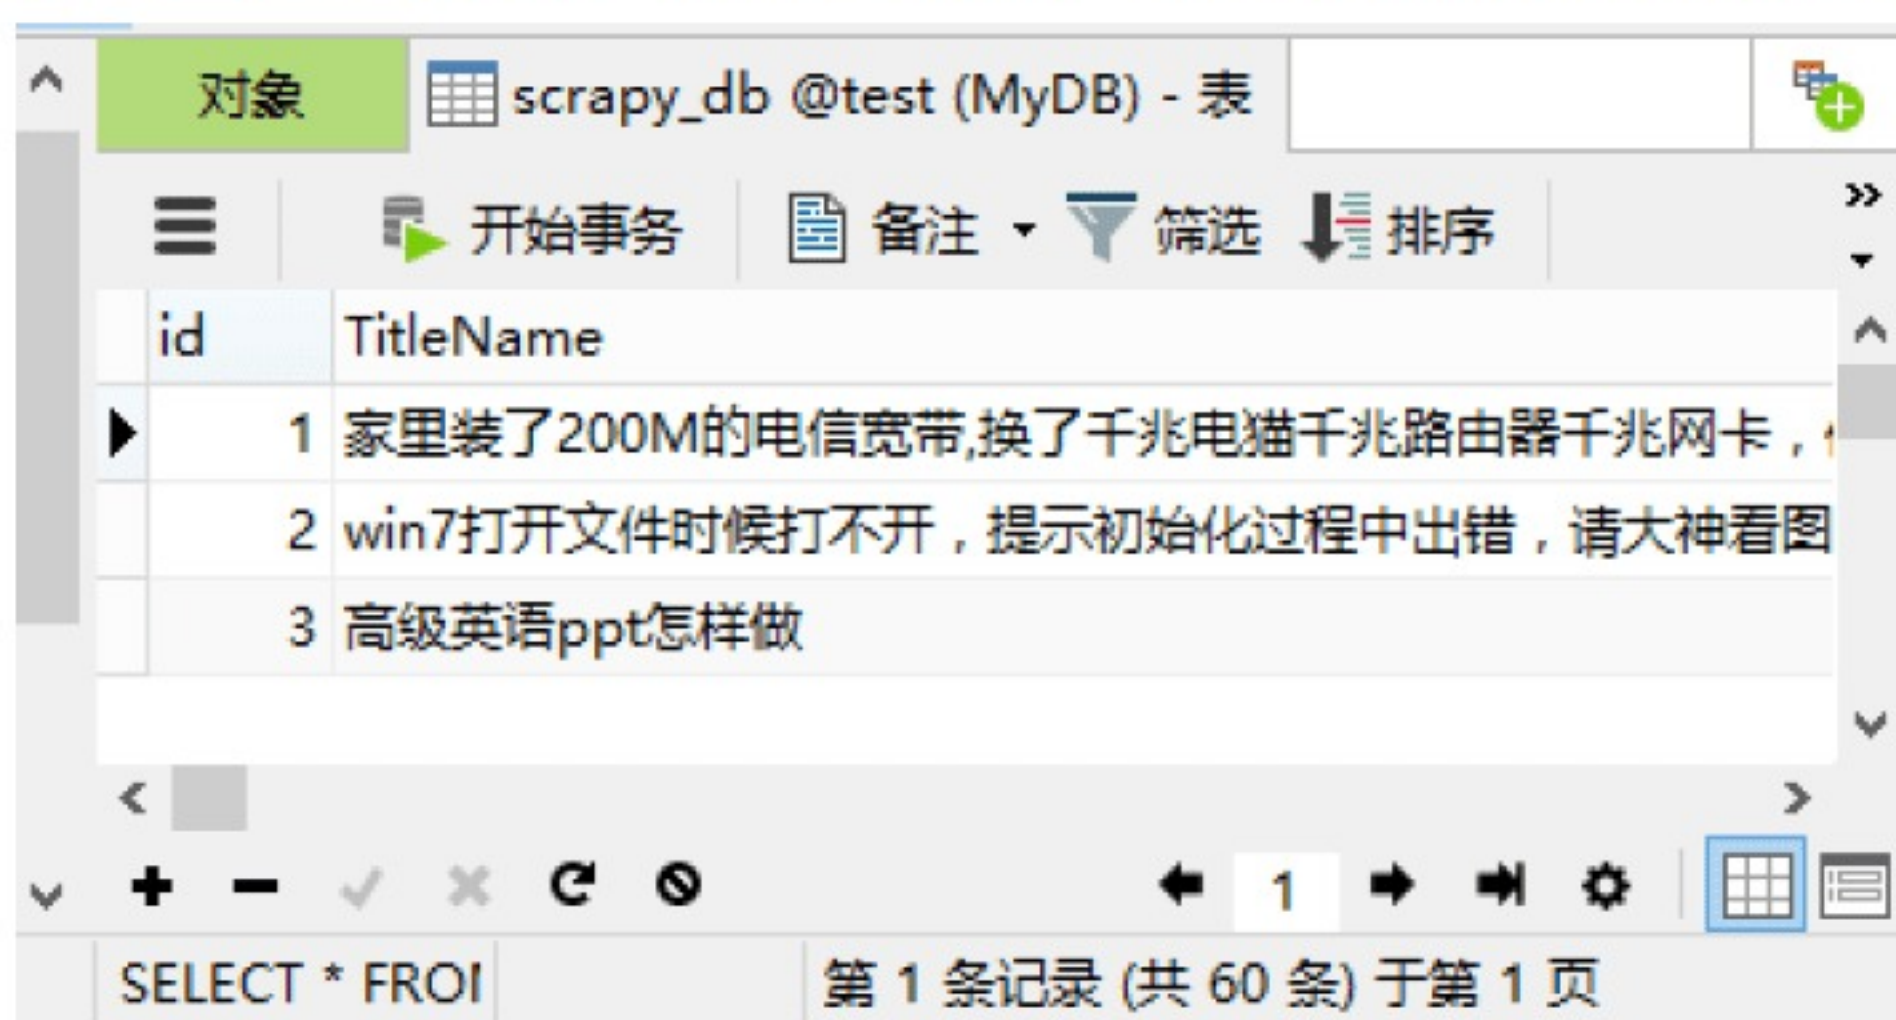 对象 scrapy_db @test (MyDB) - 表
开始事务 备注 筛选 排序
id TitleName
1 家里装了200M的电信宽带,换了千兆电猫千兆路由器千兆网卡，
2 win7打开文件时候打不开，提示初始化过程中出错，请大神看图
3 高级英语ppt怎样做
1
SELECT * FROI 第 1 条记录 (共 60 条) 于第 1 页